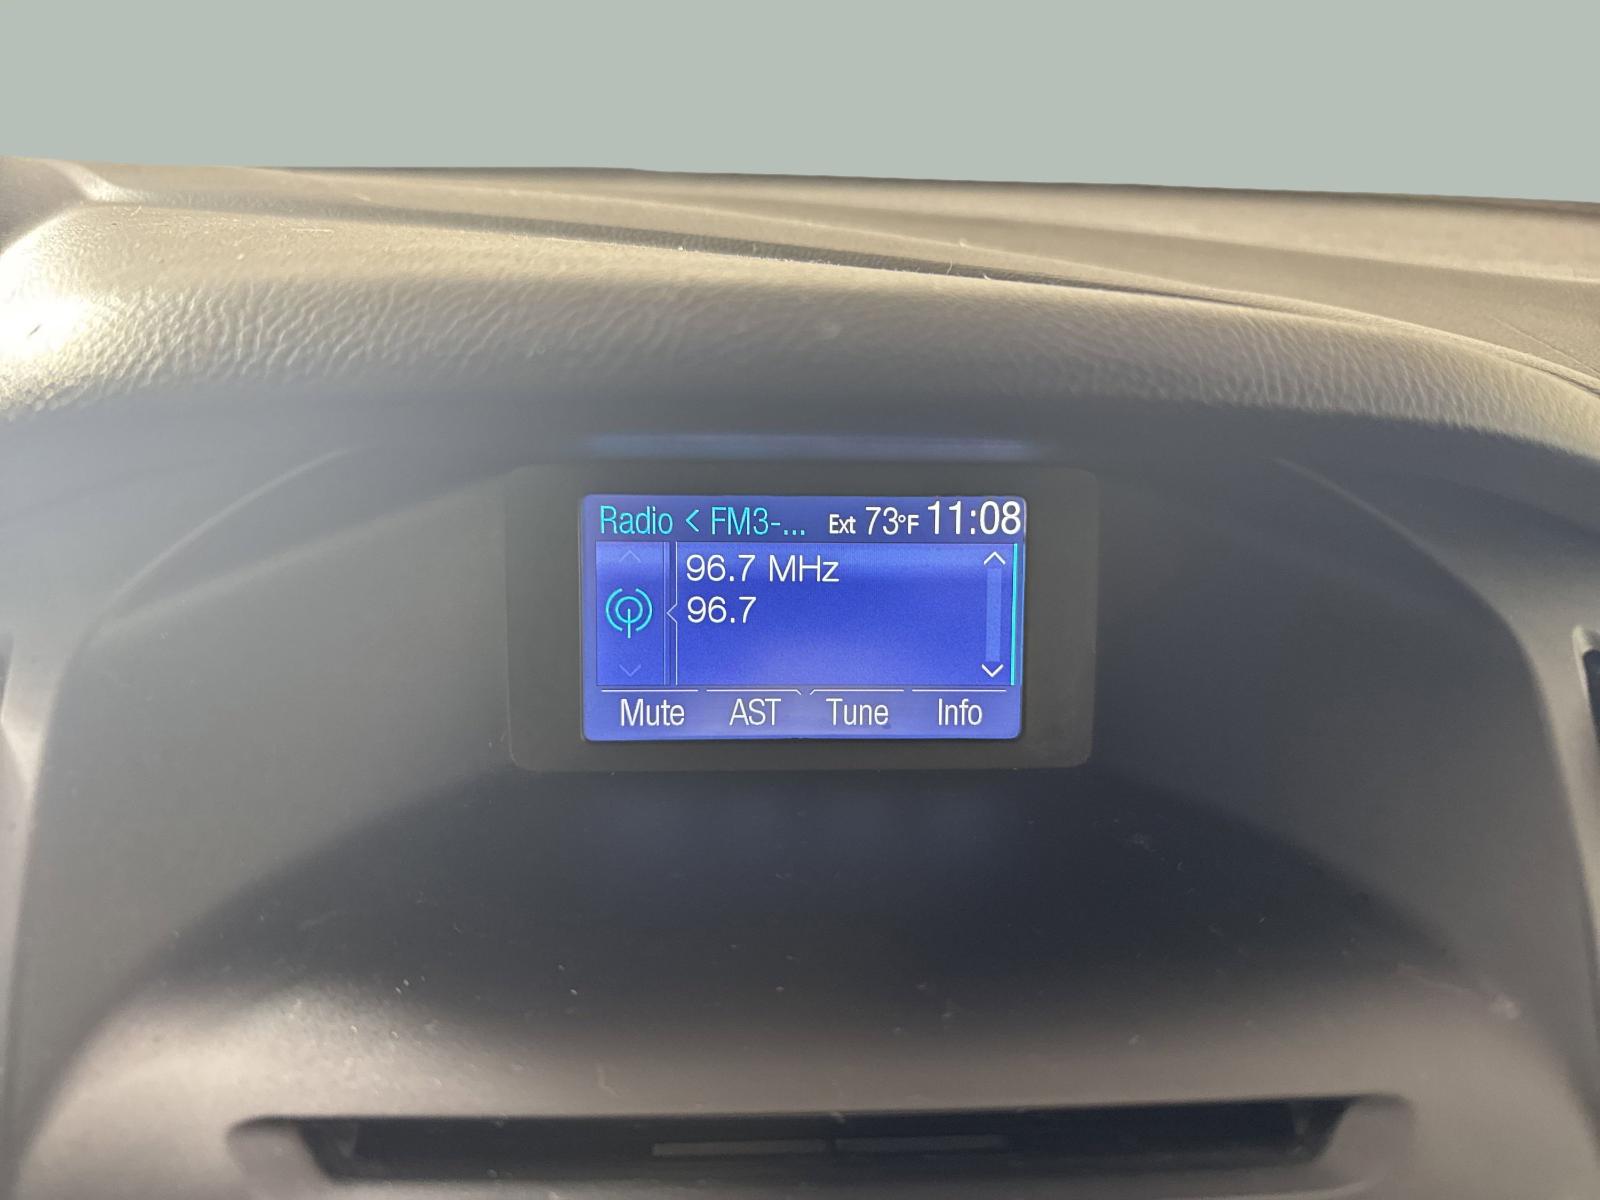 Radio < FM3-... Ext 73°F 11:08
96.7 MHz
96.7
Mute AST Tune Info